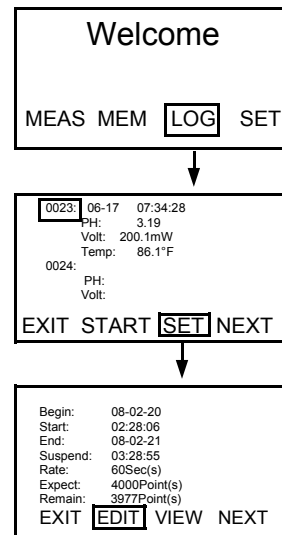 Welcome
MEAS MEM LOG SET
0023: 06-17 07:34:28
PH: 3.19
Volt: 200.1mW
Temp: 86.1°F
0024:
PH:
Volt:
EXIT START SET NEXT
Begin: 08-02-20
Start: 02:28:06
End: 08-02-21
Suspend: 03:28:55
Rate: 60Sec(s)
Expect: 4000Point(s)
Remain: 3977Point(s)
EXIT EDIT VIEW NEXT